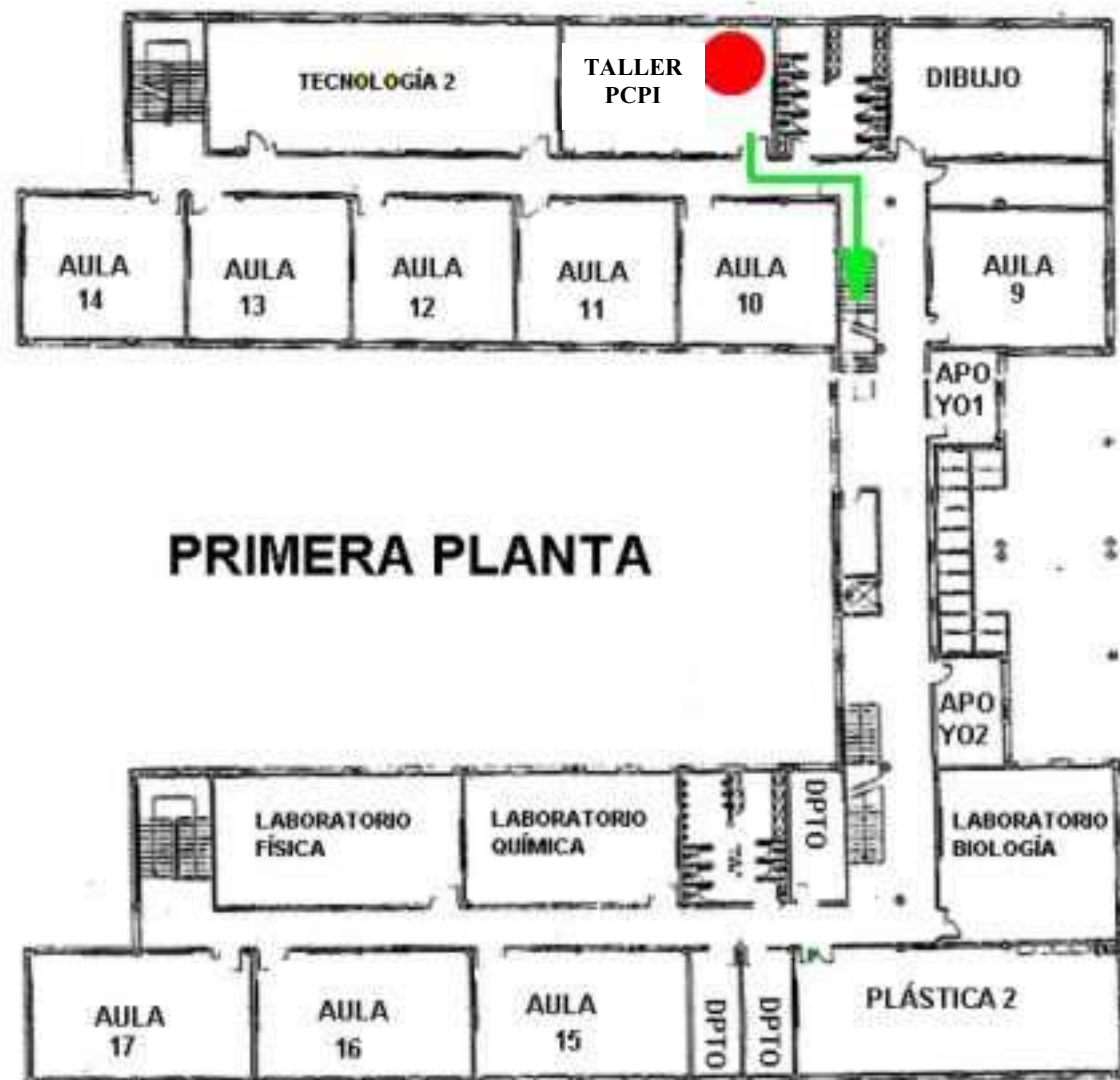 TECNOLOGÍA 2
TALLER
PCPI
DIBUJO
AULA
14
AULA
13
AULA
12
AULA
11
AULA
10
AULA
9
APO
YO1
PRIMERA PLANTA
APO
YO2
LABORATORIO
FÍSICA
LABORATORIO
QUÍMICA
DPTO
LABORATORIO
BIOLOGÍA
AULA
17
AULA
16
AULA
15
DPTO
DPTO
PLÁSTICA 2